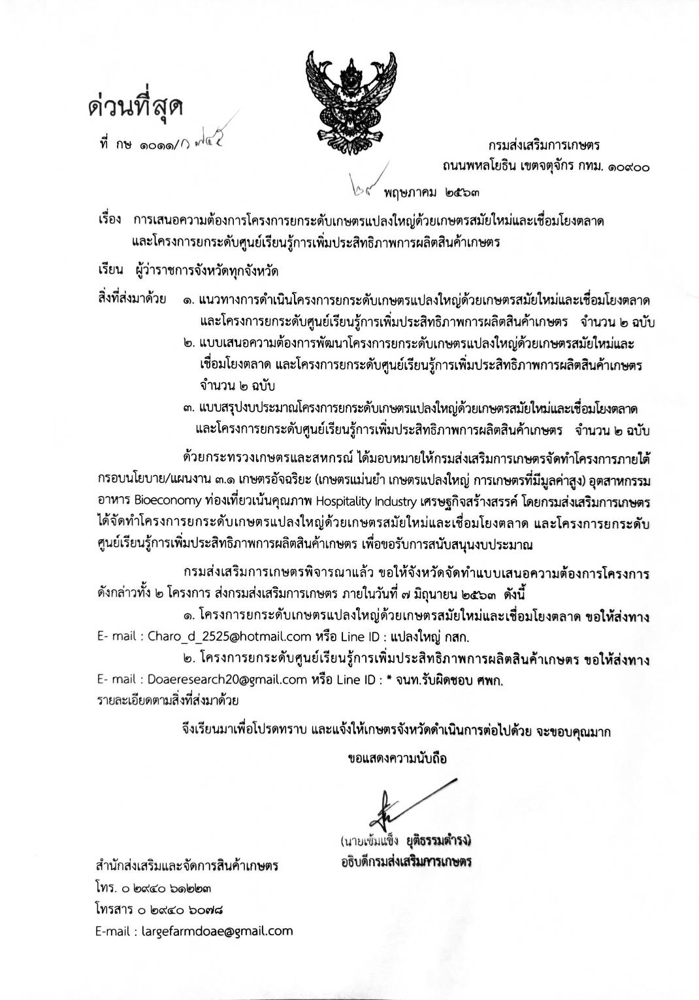 ด่วนที่สุด
ที่ กษ ๑๐๑๑/
กรมส่งเสริมการเกษตร
ถนนพหลโยธิน เขตจตุจักร กทม. ๑๐๙๐๐
๒๙ พฤษภาคม ๒๕๖๓
เรื่อง การเสนอความต้องการโครงการยกระดับเกษตรแปลงใหญ่ด้วยเกษตรสมัยใหม่และเชื่อมโยงตลาด
และโครงการยกระดับศูนย์เรียนรู้การเพิ่มประสิทธิภาพการผลิตสินค้าเกษตร
เรียน ผู้ว่าราชการจังหวัดทุกจังหวัด
สิ่งที่ส่งมาด้วย ๑. แนวทางการดำเนินโครงการยกระดับเกษตรแปลงใหญ่ด้วยเกษตรสมัยใหม่และเชื่อมโยงตลาด
และโครงการยกระดับศูนย์เรียนรู้การเพิ่มประสิทธิภาพการผลิตสินค้าเกษตร จำนวน ๒ ฉบับ
๒. แบบเสนอความต้องการพัฒนาโครงการยกระดับเกษตรแปลงใหญ่ด้วยเกษตรสมัยใหม่และ
เชื่อมโยงตลาด และโครงการยกระดับศูนย์เรียนรู้การเพิ่มประสิทธิภาพการผลิตสินค้าเกษตร
จำนวน ๒ ฉบับ
๓. แบบสรุปงบประมาณโครงการยกระดับเกษตรแปลงใหญ่ด้วยเกษตรสมัยใหม่และเชื่อมโยงตลาด
และโครงการยกระดับศูนย์เรียนรู้การเพิ่มประสิทธิภาพการผลิตสินค้าเกษตร จำนวน ๒ ฉบับ
ด้วยกระทรวงเกษตรและสหกรณ์ ได้มอบหมายให้กรมส่งเสริมการเกษตรจัดทำโครงการภายใต้
กรอบนโยบาย/แผนงาน ๓.๑ เกษตรอัจฉริยะ (เกษตรแม่นยำ เกษตรแปลงใหญ่ การเกษตรที่มีมูลค่าสูง) อุตสาหกรรม
อาหาร Bioeconomy ท่องเที่ยวเน้นคุณภาพ Hospitality Industry เศรษฐกิจสร้างสรรค์ โดยกรมส่งเสริมการเกษตร
ได้จัดทำโครงการยกระดับเกษตรแปลงใหญ่ด้วยเกษตรสมัยใหม่และเชื่อมโยงตลาด และโครงการยกระดับ
ศูนย์เรียนรู้การเพิ่มประสิทธิภาพการผลิตสินค้าเกษตร เพื่อขอรับการสนับสนุนงบประมาณ
กรมส่งเสริมการเกษตรพิจารณาแล้ว ขอให้จังหวัดจัดทำแบบเสนอความต้องการโครงการ
ดังกล่าวทั้ง ๒ โครงการ ส่งกรมส่งเสริมการเกษตร ภายในวันที่ ๗ มิถุนายน ๒๕๖๓ ดังนี้
๑. โครงการยกระดับเกษตรแปลงใหญ่ด้วยเกษตรสมัยใหม่และเชื่อมโยงตลาด ขอให้ส่งทาง
E- mail : Charo_d_2525@hotmail.com หรือ Line ID : แปลงใหญ่ กสก.
๒. โครงการยกระดับศูนย์เรียนรู้การเพิ่มประสิทธิภาพการผลิตสินค้าเกษตร ขอให้ส่งทาง
E- mail : Doaeresearch20@gmail.com หรือ Line ID : * จนท.รับผิดชอบ ศพก.
รายละเอียดตามสิ่งที่ส่งมาด้วย
จึงเรียนมาเพื่อโปรดทราบ และแจ้งให้เกษตรจังหวัดดำเนินการต่อไปด้วย จะขอบคุณมาก
ขอแสดงความนับถือ
(นายเข้มแข็ง ยุติธรรมดำรง)
อธิบดีกรมส่งเสริมการเกษตร
สำนักส่งเสริมและจัดการสินค้าเกษตร
โทร. ๐ ๒๙๔๐ ๖๑๒๒๓
โทรสาร ๐ ๒๙๔๐ ๖๐๗๘
E-mail : largefarmdoae@gmail.com